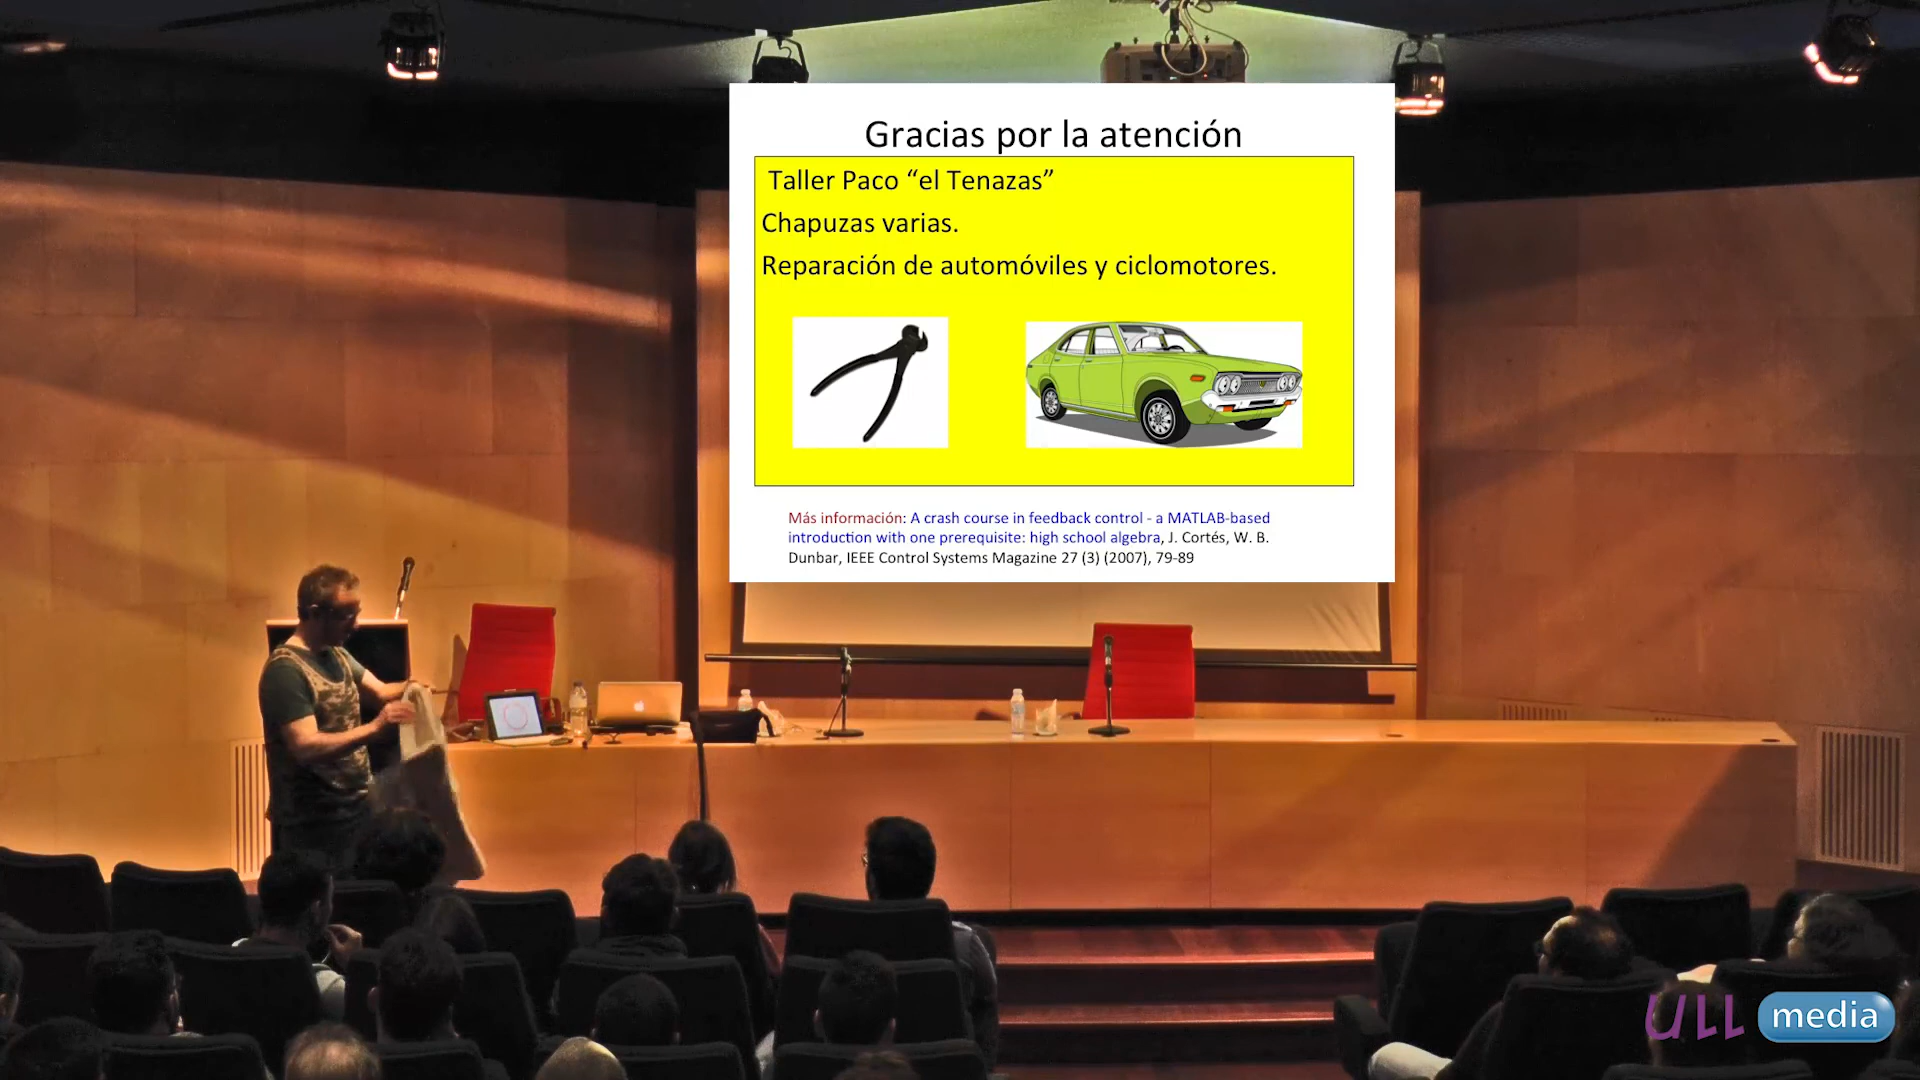 Gracias por la atención
Taller Paco “el Tenazas”
Chapuzas varias.
Reparación de automóviles y ciclomotores.
Más información: A crash course in feedback control - a MATLAB-based
introduction with one prerequisite: high school algebra, J. Cortés, W. B.
Dunbar, IEEE Control Systems Magazine 27 (3) (2007), 79-89
ULL media